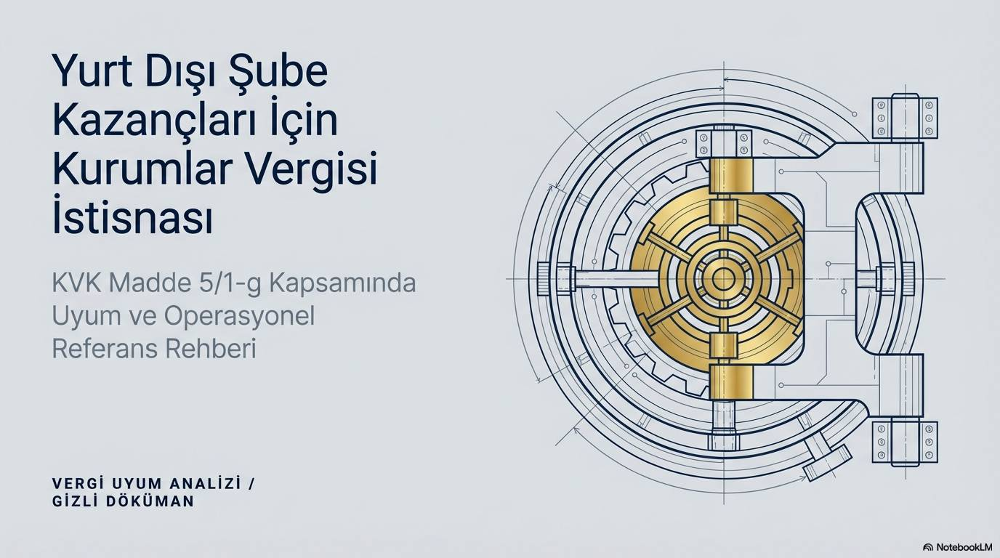 Yurt Dışı Şube
Kazançları İçin
Kurumlar Vergisi
İstisnası
KVK Madde 5/1-g Kapsamında
Uyum ve Operasyonel
Referans Rehberi
VERGİ UYUM ANALİZİ /
GİZLİ DÖKÜMAN
NotebookLM